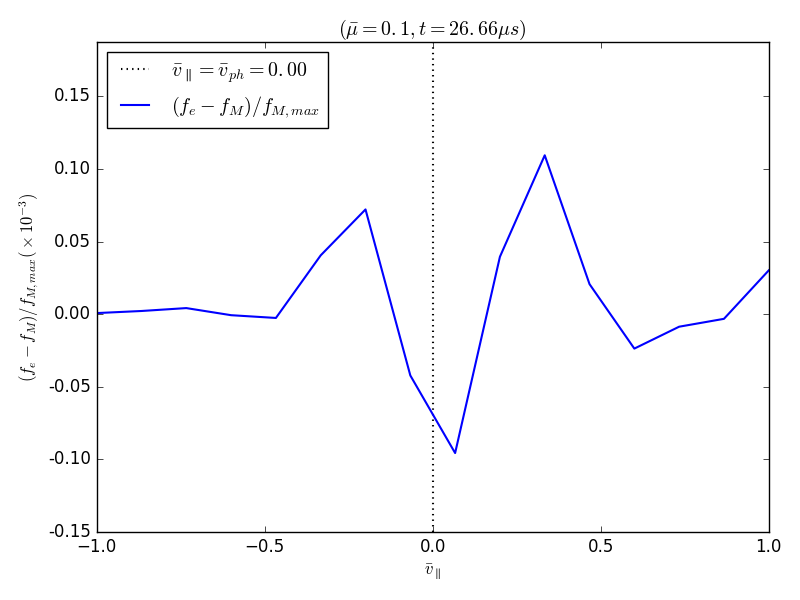 (μ̄ = 0.1, t = 26.66μs)
v̄∥ = v̄ph = 0.00
(fe − fM)/fM,max
0.15
0.10
0.05
0.00
-0.05
-0.10
-0.15
(fe − fM)/fM,max(×10⁻³)
−1.0 −0.5 0.0 0.5 1.0
v̄∥